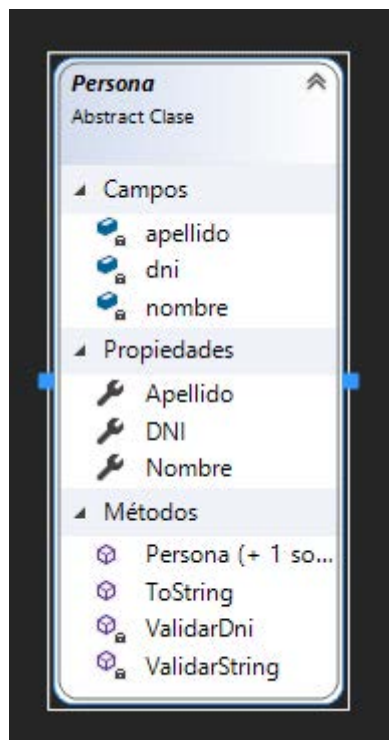 Persona
Abstract Clase
Campos
apellido
dni
nombre
Propiedades
Apellido
DNI
Nombre
Métodos
Persona (+ 1 so...
ToString
ValidarDni
ValidarString